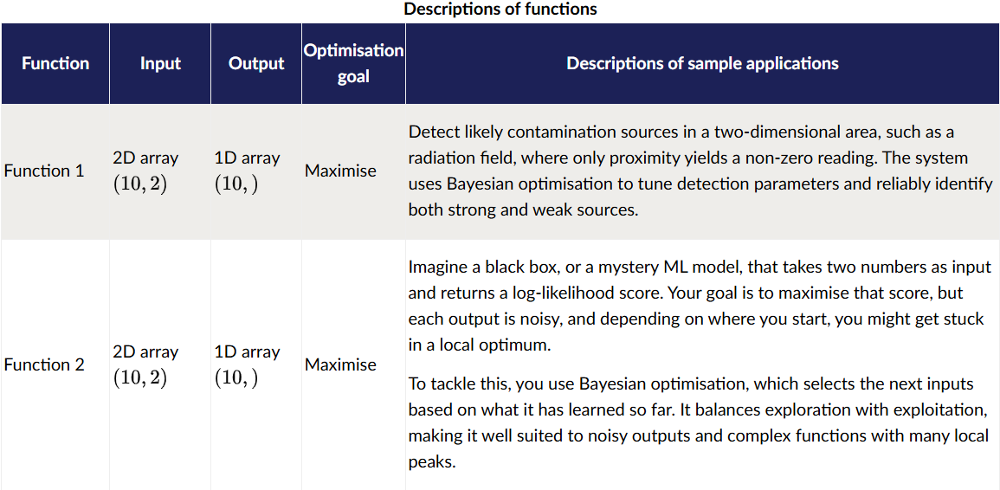 Descriptions of functions
Function
Input
Output
Optimisation
goal
Descriptions of sample applications
Function 1
2D array
(10, 2)
1D array
(10, )
Maximise
Detect likely contamination sources in a two-dimensional area, such as a
radiation field, where only proximity yields a non-zero reading. The system
uses Bayesian optimisation to tune detection parameters and reliably identify
both strong and weak sources.
Function 2
2D array
(10, 2)
1D array
(10, )
Maximise
Imagine a black box, or a mystery ML model, that takes two numbers as input
and returns a log-likelihood score. Your goal is to maximise that score, but
each output is noisy, and depending on where you start, you might get stuck
in a local optimum.
To tackle this, you use Bayesian optimisation, which selects the next inputs
based on what it has learned so far. It balances exploration with exploitation,
making it well suited to noisy outputs and complex functions with many local
peaks.